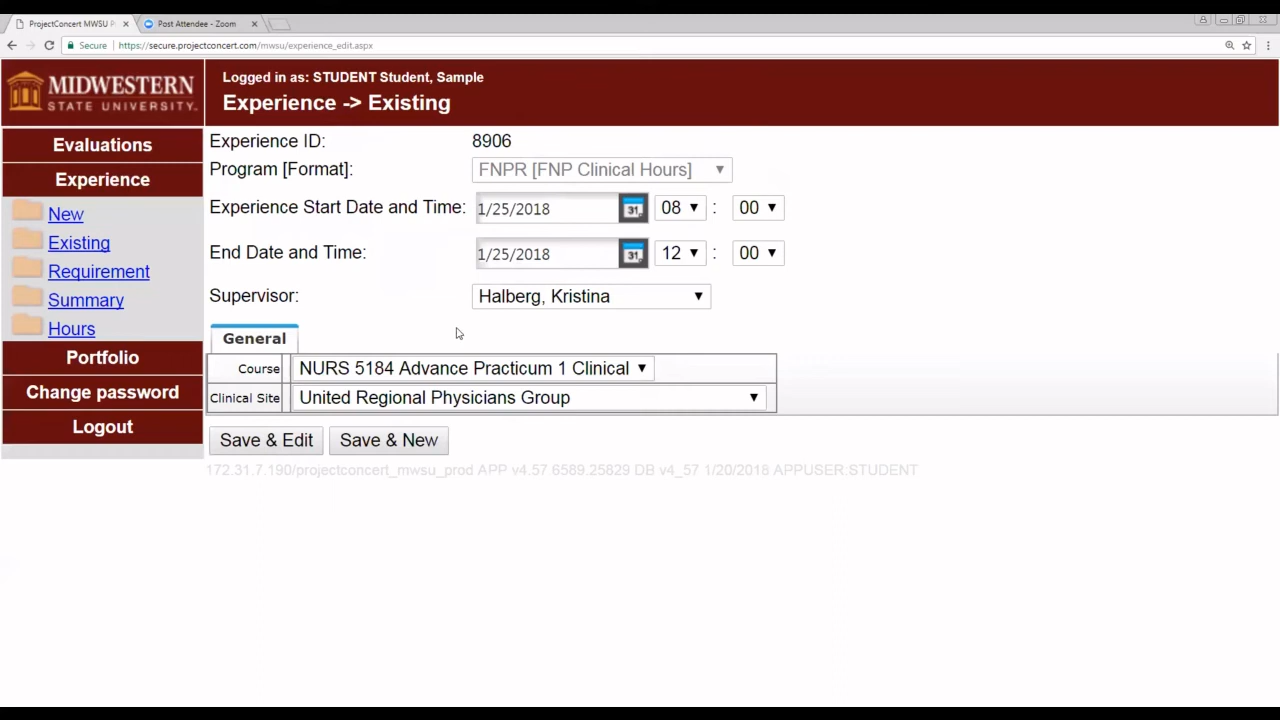 ProjectConcert MWSU P
Post Attendee - Zoom
Secure https://secure.projectconcert.com/mwsu/experience_edit.aspx
MIDWESTERN
STATE UNIVERSITY
Logged in as: STUDENT Student, Sample
Experience -> Existing
Evaluations
Experience
New
Existing
Requirement
Summary
Hours
Portfolio
Change password
Logout
Experience ID: 8906
Program [Format]: FNPR [FNP Clinical Hours]
Experience Start Date and Time: 1/25/2018 31 08 : 00
End Date and Time: 1/25/2018 31 12 : 00
Supervisor: Halberg, Kristina
General
Course NURS 5184 Advance Practicum 1 Clinical
Clinical Site United Regional Physicians Group
Save & Edit Save & New
172.31.7.190/projectconcert_mwsu_prod APP v4.57 6589.25829 DB v4_57 1/20/2018 APPUSER:STUDENT